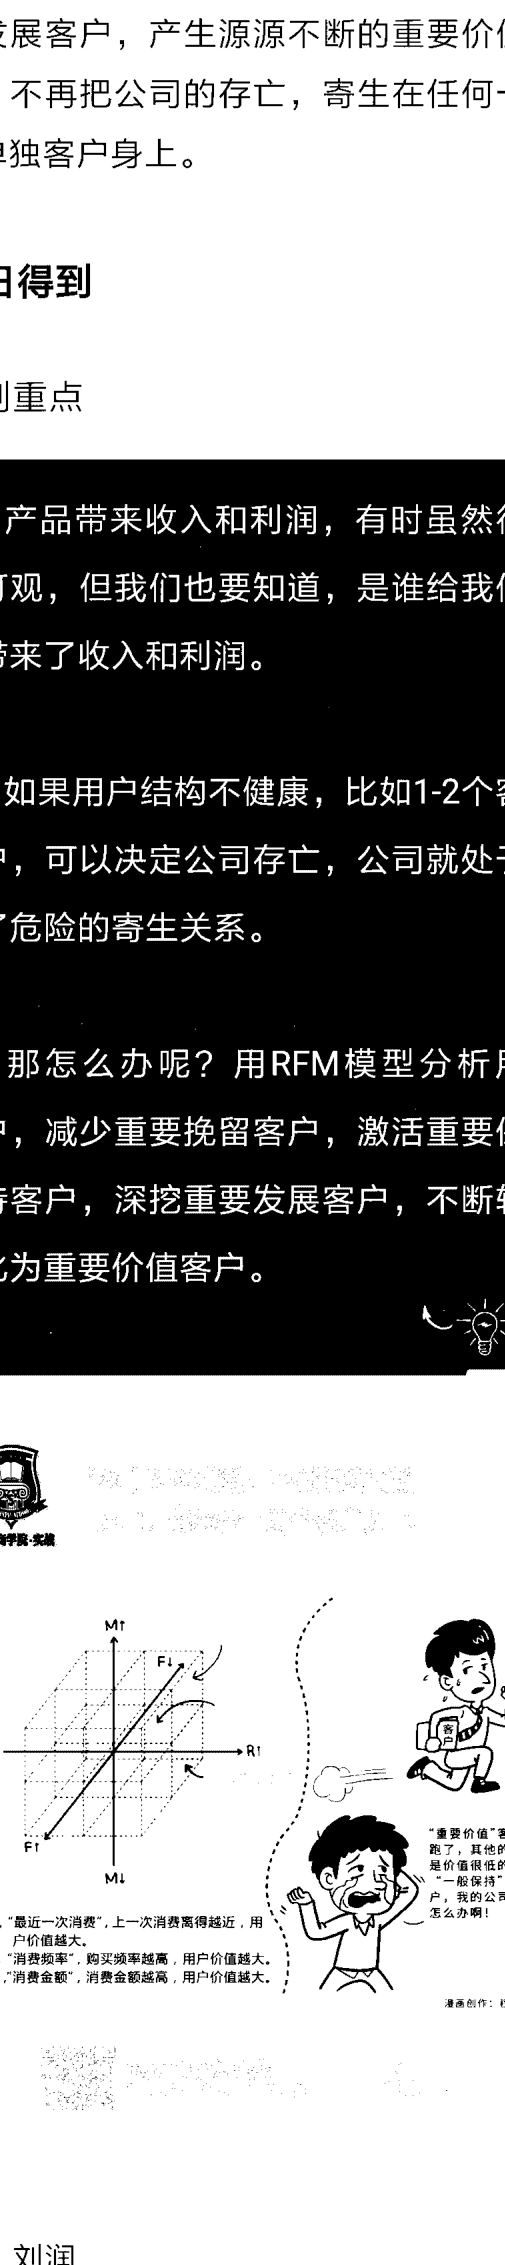 展客户，产生源源不断的重要价
不再把公司的存亡，寄生在任何
独客户身上。
得到
重点
产品带来收入和利润，有时虽然
观，但我们也要知道，是谁给我
来了收入和利润。
如果用户结构不健康，比如1-2个
，可以决定公司存亡，公司就处
危险的寄生关系。
那怎么办呢？用RFM模型分析
，减少重要挽留客户，激活重要
客户，深挖重要发展客户，不断
为重要价值客户。
学院·实战
M↑
F↓
R↑
F↑
M↓
客户
“重要价值”
跑了，其他的
是价值很低的
“一般保持”
户，我的公司
怎么办啊！
“最近一次消费”，上一次消费离得越近，用
户价值越大。
“消费频率”，购买频率越高，用户价值越大。
“消费金额”，消费金额越高，用户价值越大。
漫画创作：
刘润